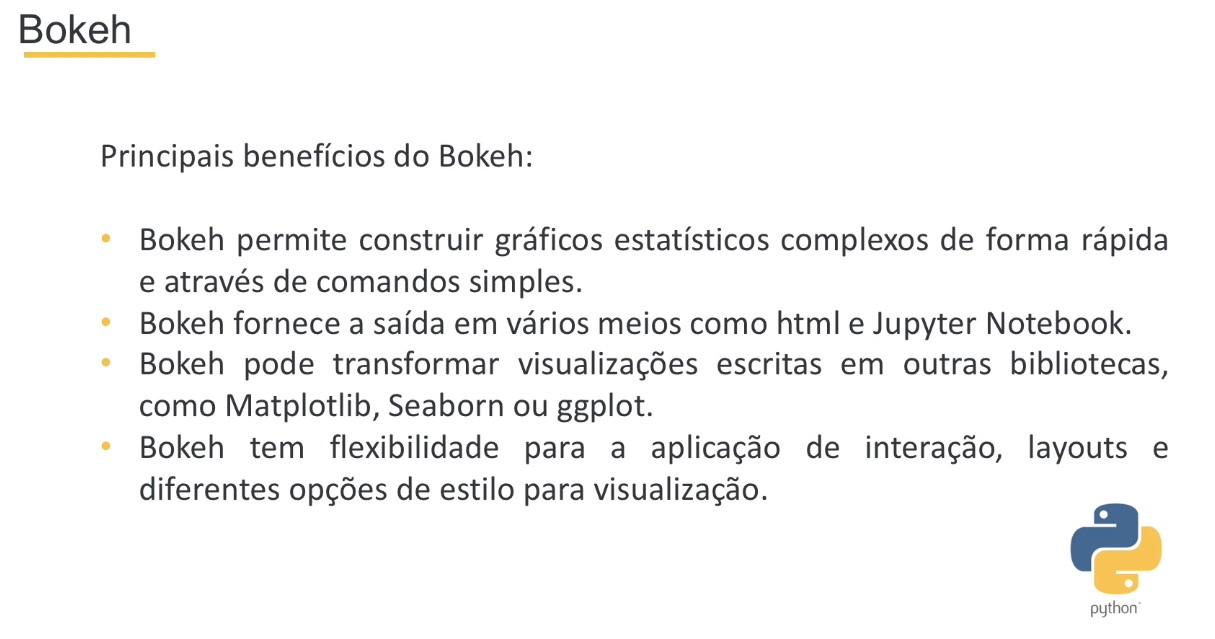 Bokeh
Principais benefícios do Bokeh:
• Bokeh permite construir gráficos estatísticos complexos de forma rápida
e através de comandos simples.
• Bokeh fornece a saída em vários meios como html e Jupyter Notebook.
• Bokeh pode transformar visualizações escritas em outras bibliotecas,
como Matplotlib, Seaborn ou ggplot.
• Bokeh tem flexibilidade para a aplicação de interação, layouts e
diferentes opções de estilo para visualização.
python